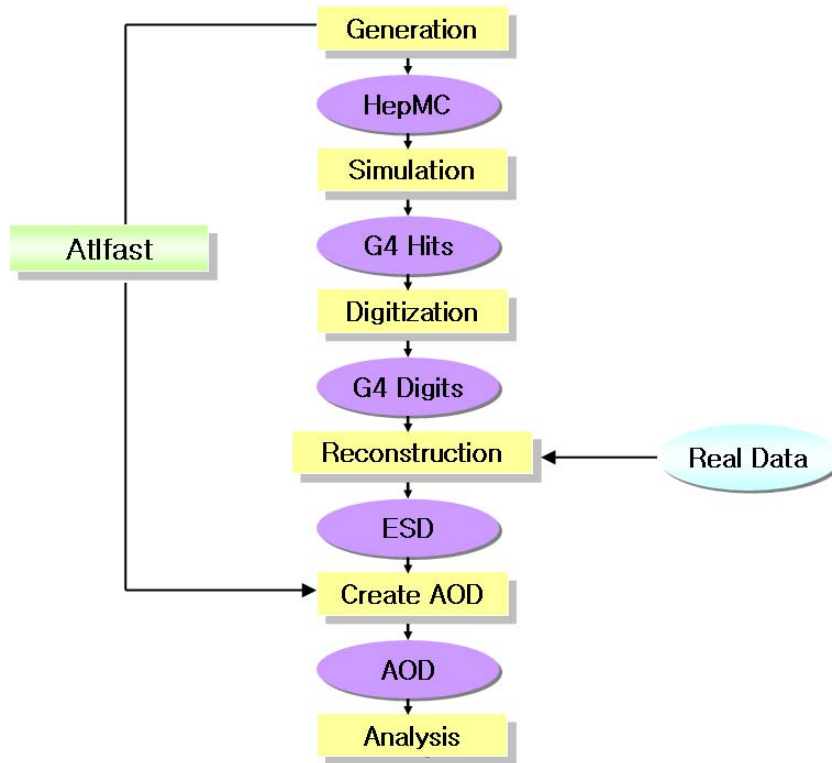 Generation
HepMC
Simulation
Atlfast
G4 Hits
Digitization
G4 Digits
Reconstruction
Real Data
ESD
Create AOD
AOD
Analysis